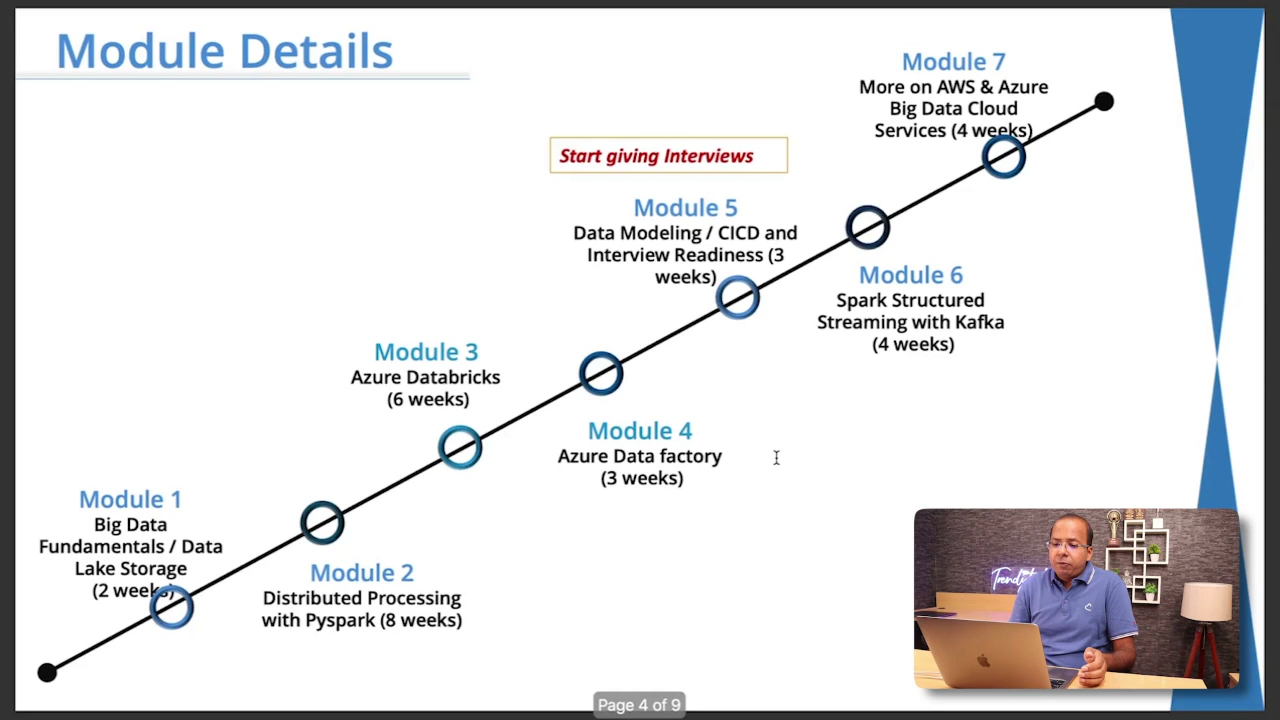 Module Details
Module 7
More on AWS & Azure
Big Data Cloud
Services (4 weeks)
Start giving Interviews
Module 5
Data Modeling / CICD and
Interview Readiness (3
weeks)
Module 6
Spark Structured
Streaming with Kafka
(4 weeks)
Module 3
Azure Databricks
(6 weeks)
Module 4
Azure Data factory
(3 weeks)
Module 1
Big Data
Fundamentals / Data
Lake Storage
(2 weeks)
Module 2
Distributed Processing
with Pyspark (8 weeks)
Page 4 of 9